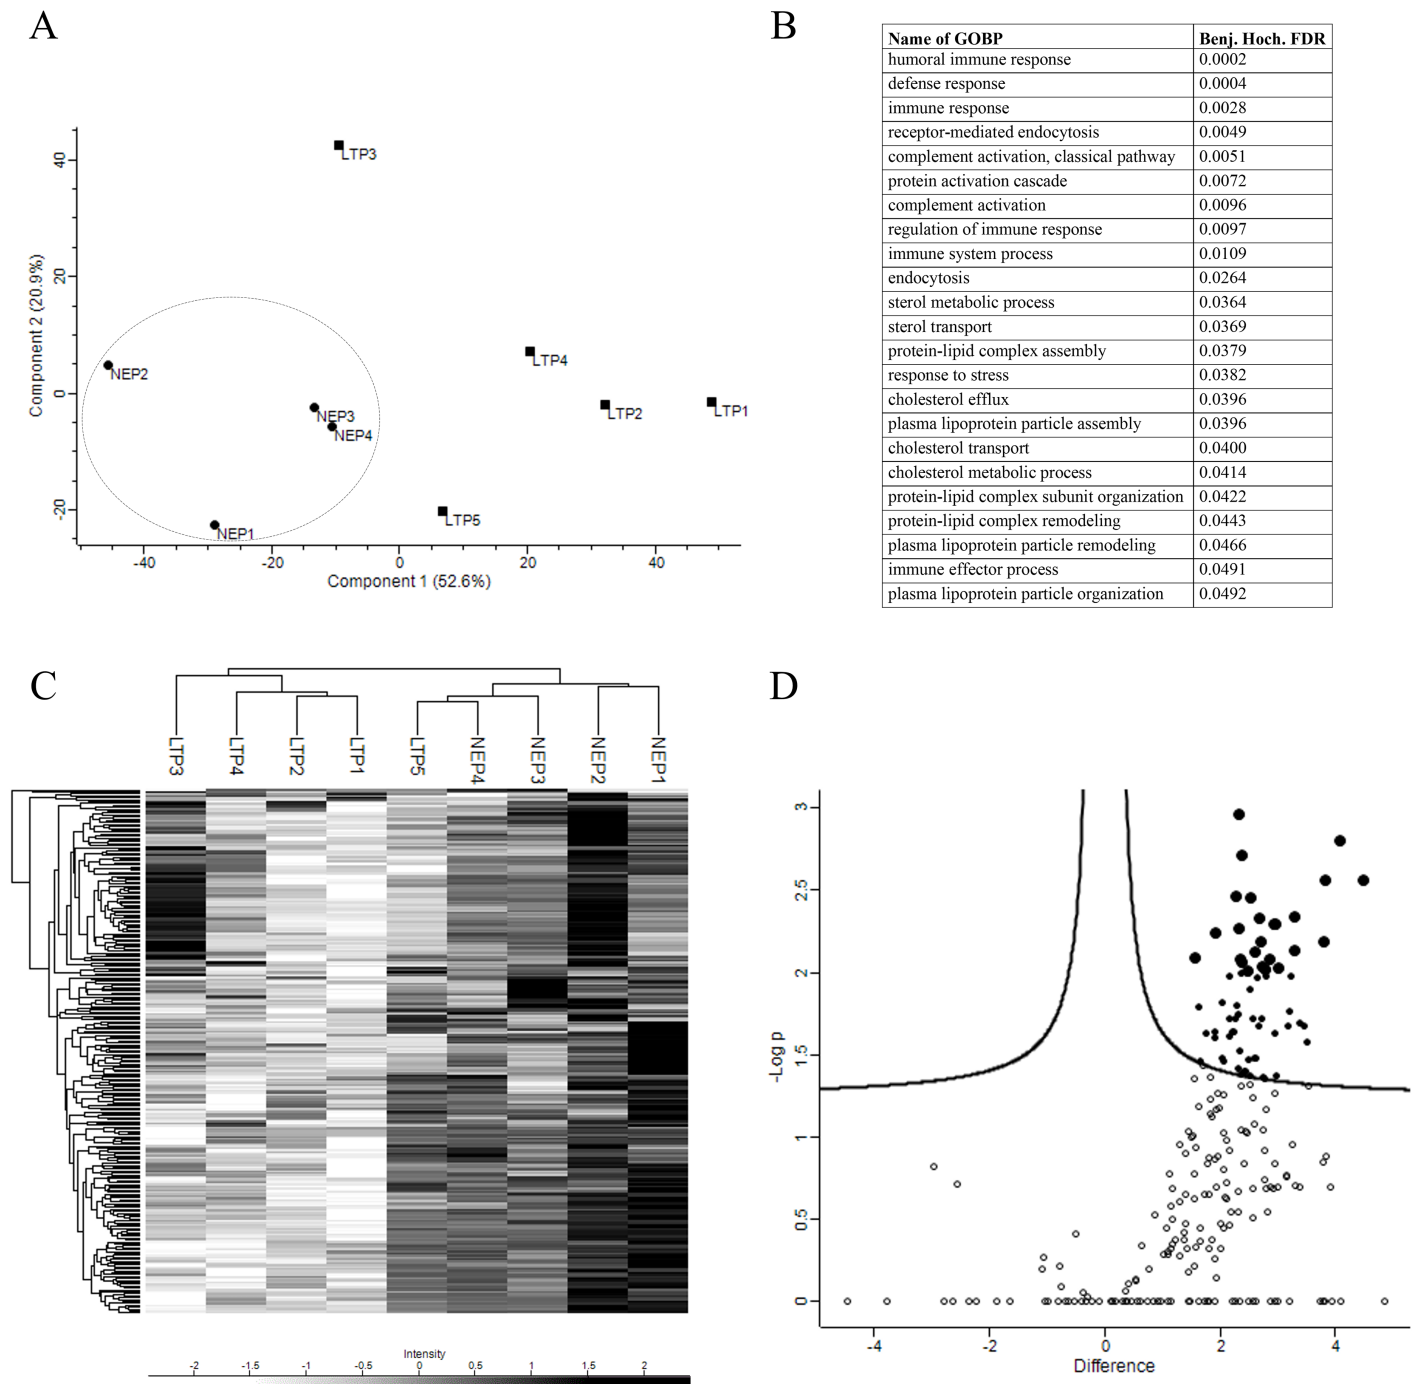 A
40
20
0
-20
Component 2 (20.9%)
LTP3
LTP4
NEP2
NEP3
NEP4
LTP2
LTP1
LTP5
NEP1
-40
-20
0
20
40
Component 1 (52.6%)
B
Name of GOBP Benj. Hoch. FDR
humoral immune response 0.0002
defense response 0.0004
immune response 0.0028
receptor-mediated endocytosis 0.0049
complement activation, classical pathway 0.0051
protein activation cascade 0.0072
complement activation 0.0096
regulation of immune response 0.0097
immune system process 0.0109
endocytosis 0.0264
sterol metabolic process 0.0364
sterol transport 0.0369
protein-lipid complex assembly 0.0379
response to stress 0.0382
cholesterol efflux 0.0396
plasma lipoprotein particle assembly 0.0396
cholesterol transport 0.0400
cholesterol metabolic process 0.0414
protein-lipid complex subunit organization 0.0422
protein-lipid complex remodeling 0.0443
plasma lipoprotein particle remodeling 0.0466
immune effector process 0.0491
plasma lipoprotein particle organization 0.0492
C
LTP3
LTP4
LTP2
LTP1
LTP5
NEP4
NEP3
NEP2
NEP1
Intensity
-2 -1.5 -1 -0.5 0 0.5 1 1.5 2
D
3
2.5
2
1.5
1
0.5
0
-Log p
-4 -2 0 2 4
Difference